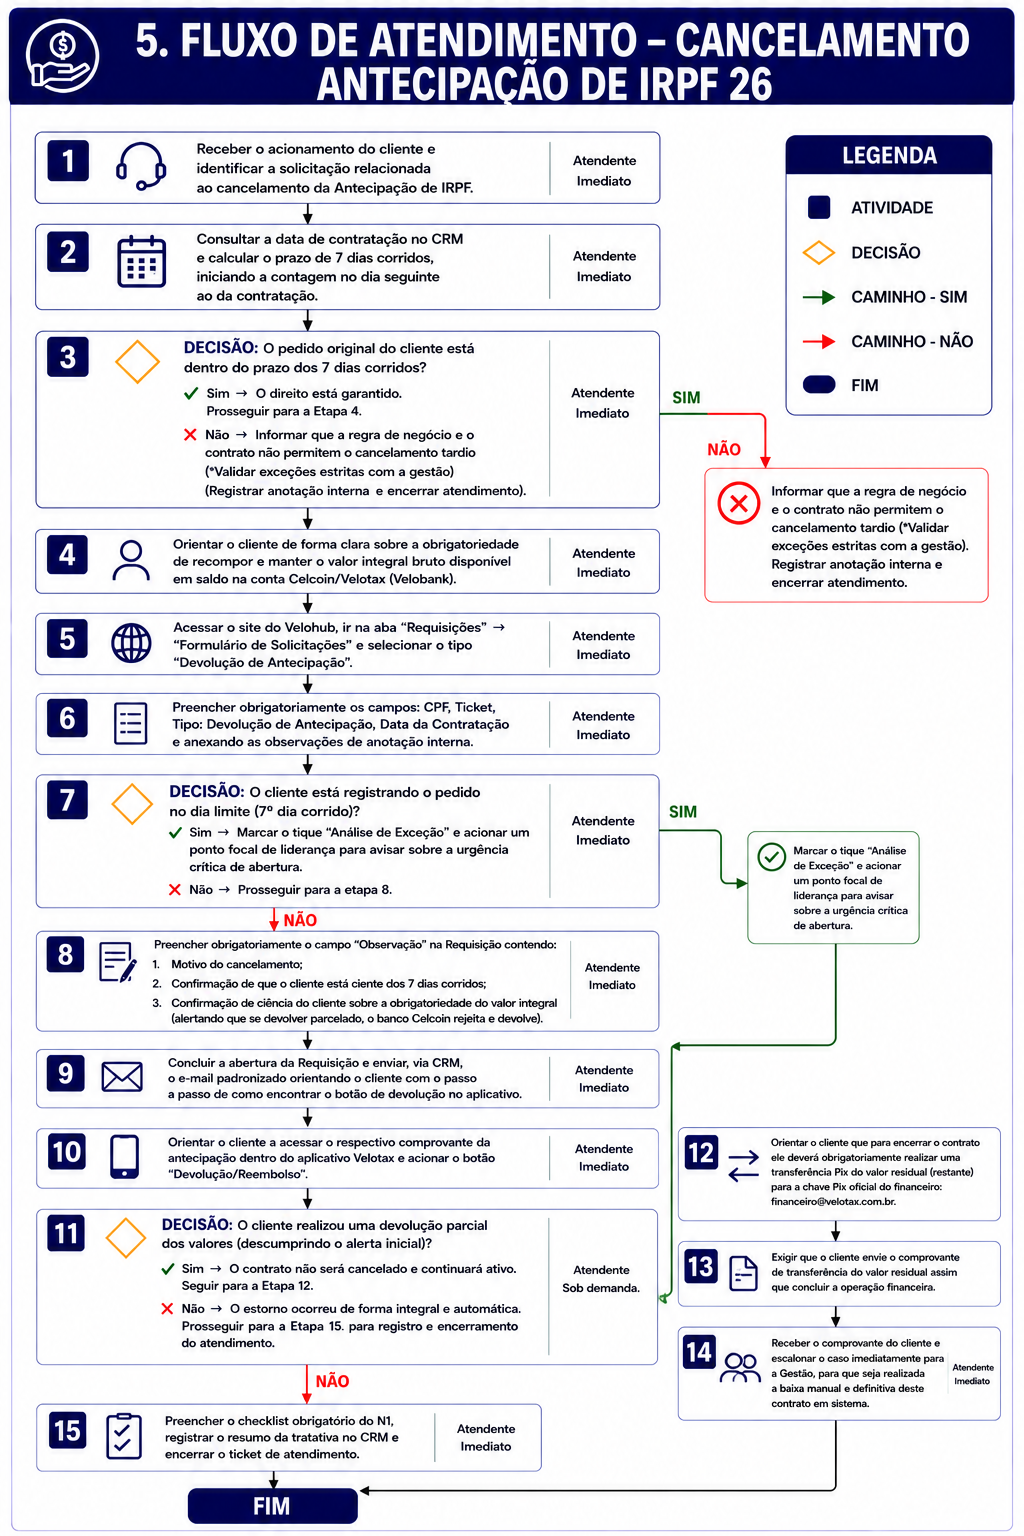 5. FLUXO DE ATENDIMENTO – CANCELAMENTO
ANTECIPAÇÃO DE IRPF 26
1
Receber o acionamento do cliente e
identificar a solicitação relacionada
ao cancelamento da Antecipação de IRPF.
Atendente
Imediato
LEGENDA
ATIVIDADE
DECISÃO
CAMINHO - SIM
CAMINHO - NÃO
FIM
2
Consultar a data de contratação no CRM
e calcular o prazo de 7 dias corridos,
iniciando a contagem no dia seguinte
ao da contratação.
Atendente
Imediato
3
DECISÃO: O pedido original do cliente está
dentro do prazo dos 7 dias corridos?
Sim → O direito está garantido.
Prosseguir para a Etapa 4.
Não → Informar que a regra de negócio e o
contrato não permitem o cancelamento tardio
(*Validar exceções estritas com a gestão)
(Registrar anotação interna e encerrar atendimento).
Atendente
Imediato
SIM
NÃO
Informar que a regra de negócio
e o contrato não permitem o
cancelamento tardio (*Validar
exceções estritas com a gestão).
Registrar anotação interna e
encerrar atendimento.
4
Orientar o cliente de forma clara sobre a obrigatoriedade
de recompor e manter o valor integral bruto disponível
em saldo na conta Celcoin/Velotax (Velobank).
Atendente
Imediato
5
Acessar o site do Velohub, ir na aba “Requisições” →
“Formulário de Solicitações” e selecionar o tipo
“Devolução de Antecipação”.
Atendente
Imediato
6
Preencher obrigatoriamente os campos: CPF, Ticket,
Tipo: Devolução de Antecipação, Data da Contratação
e anexando as observações de anotação interna.
Atendente
Imediato
7
DECISÃO: O cliente está registrando o pedido
no dia limite (7º dia corrido)?
Sim → Marcar o tique “Análise de Exceção” e acionar um
ponto focal de liderança para avisar sobre a urgência
crítica de abertura.
Não → Prosseguir para a etapa 8.
Atendente
Imediato
SIM
Marcar o tique “Análise
de Exceção” e acionar
um ponto focal de
liderança para avisar
sobre a urgência crítica
de abertura.
NÃO
8
Preencher obrigatoriamente o campo “Observação” na Requisição contendo:
1. Motivo do cancelamento;
2. Confirmação de que o cliente está ciente dos 7 dias corridos;
3. Confirmação de ciência do cliente sobre a obrigatoriedade do valor integral
(alertando que se devolver parcelado, o banco Celcoin rejeita e devolve).
Atendente
Imediato
9
Concluir a abertura da Requisição e enviar, via CRM,
o e-mail padronizado orientando o cliente com o passo
a passo de como encontrar o botão de devolução no aplicativo.
Atendente
Imediato
10
Orientar o cliente a acessar o respectivo comprovante da
antecipação dentro do aplicativo Velotax e acionar o botão
“Devolução/Reembolso”.
Atendente
Imediato
11
DECISÃO: O cliente realizou uma devolução parcial
dos valores (descumprindo o alerta inicial)?
Sim → O contrato não será cancelado e continuará ativo.
Seguir para a Etapa 12.
Não → O estorno ocorreu de forma integral e automática.
Prosseguir para a Etapa 15. para registro e encerramento
do atendimento.
Atendente
Sob demanda.
12
Orientar o cliente que para encerrar o contrato
ele deverá obrigatoriamente realizar uma
transferência Pix do valor residual (restante)
para a chave Pix oficial do financeiro:
financeiro@velotax.com.br.
13
Exigir que o cliente envie o comprovante
de transferência do valor residual assim
que concluir a operação financeira.
14
Receber o comprovante do cliente e
escalonar o caso imediatamente para
a Gestão, para que seja realizada
a baixa manual e definitiva deste
contrato em sistema.
Atendente
Imediato
NÃO
15
Preencher o checklist obrigatório do N1,
registrar o resumo da tratativa no CRM e
encerrar o ticket de atendimento.
Atendente
Imediato
FIM